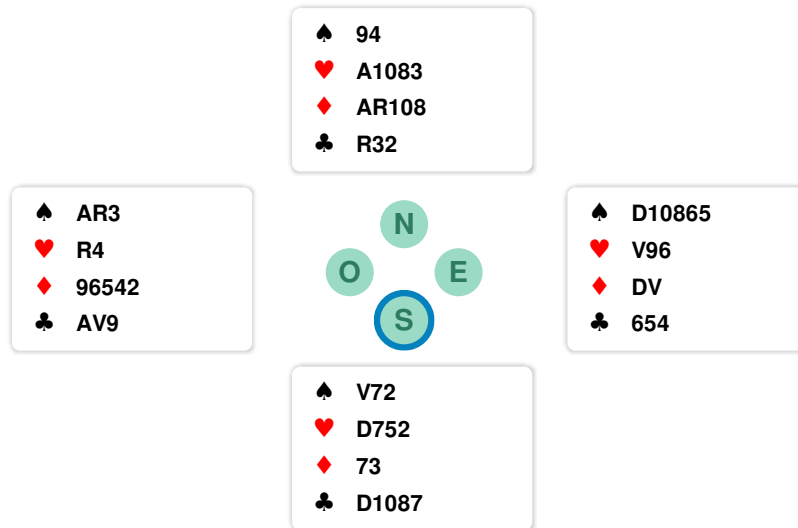 ♠ 94
♥ A1083
♦ AR108
♣ R32
♠ AR3
♥ R4
♦ 96542
♣ AV9
N
O E
S
♠ D10865
♥ V96
♦ DV
♣ 654
♠ V72
♥ D752
♦ 73
♣ D1087